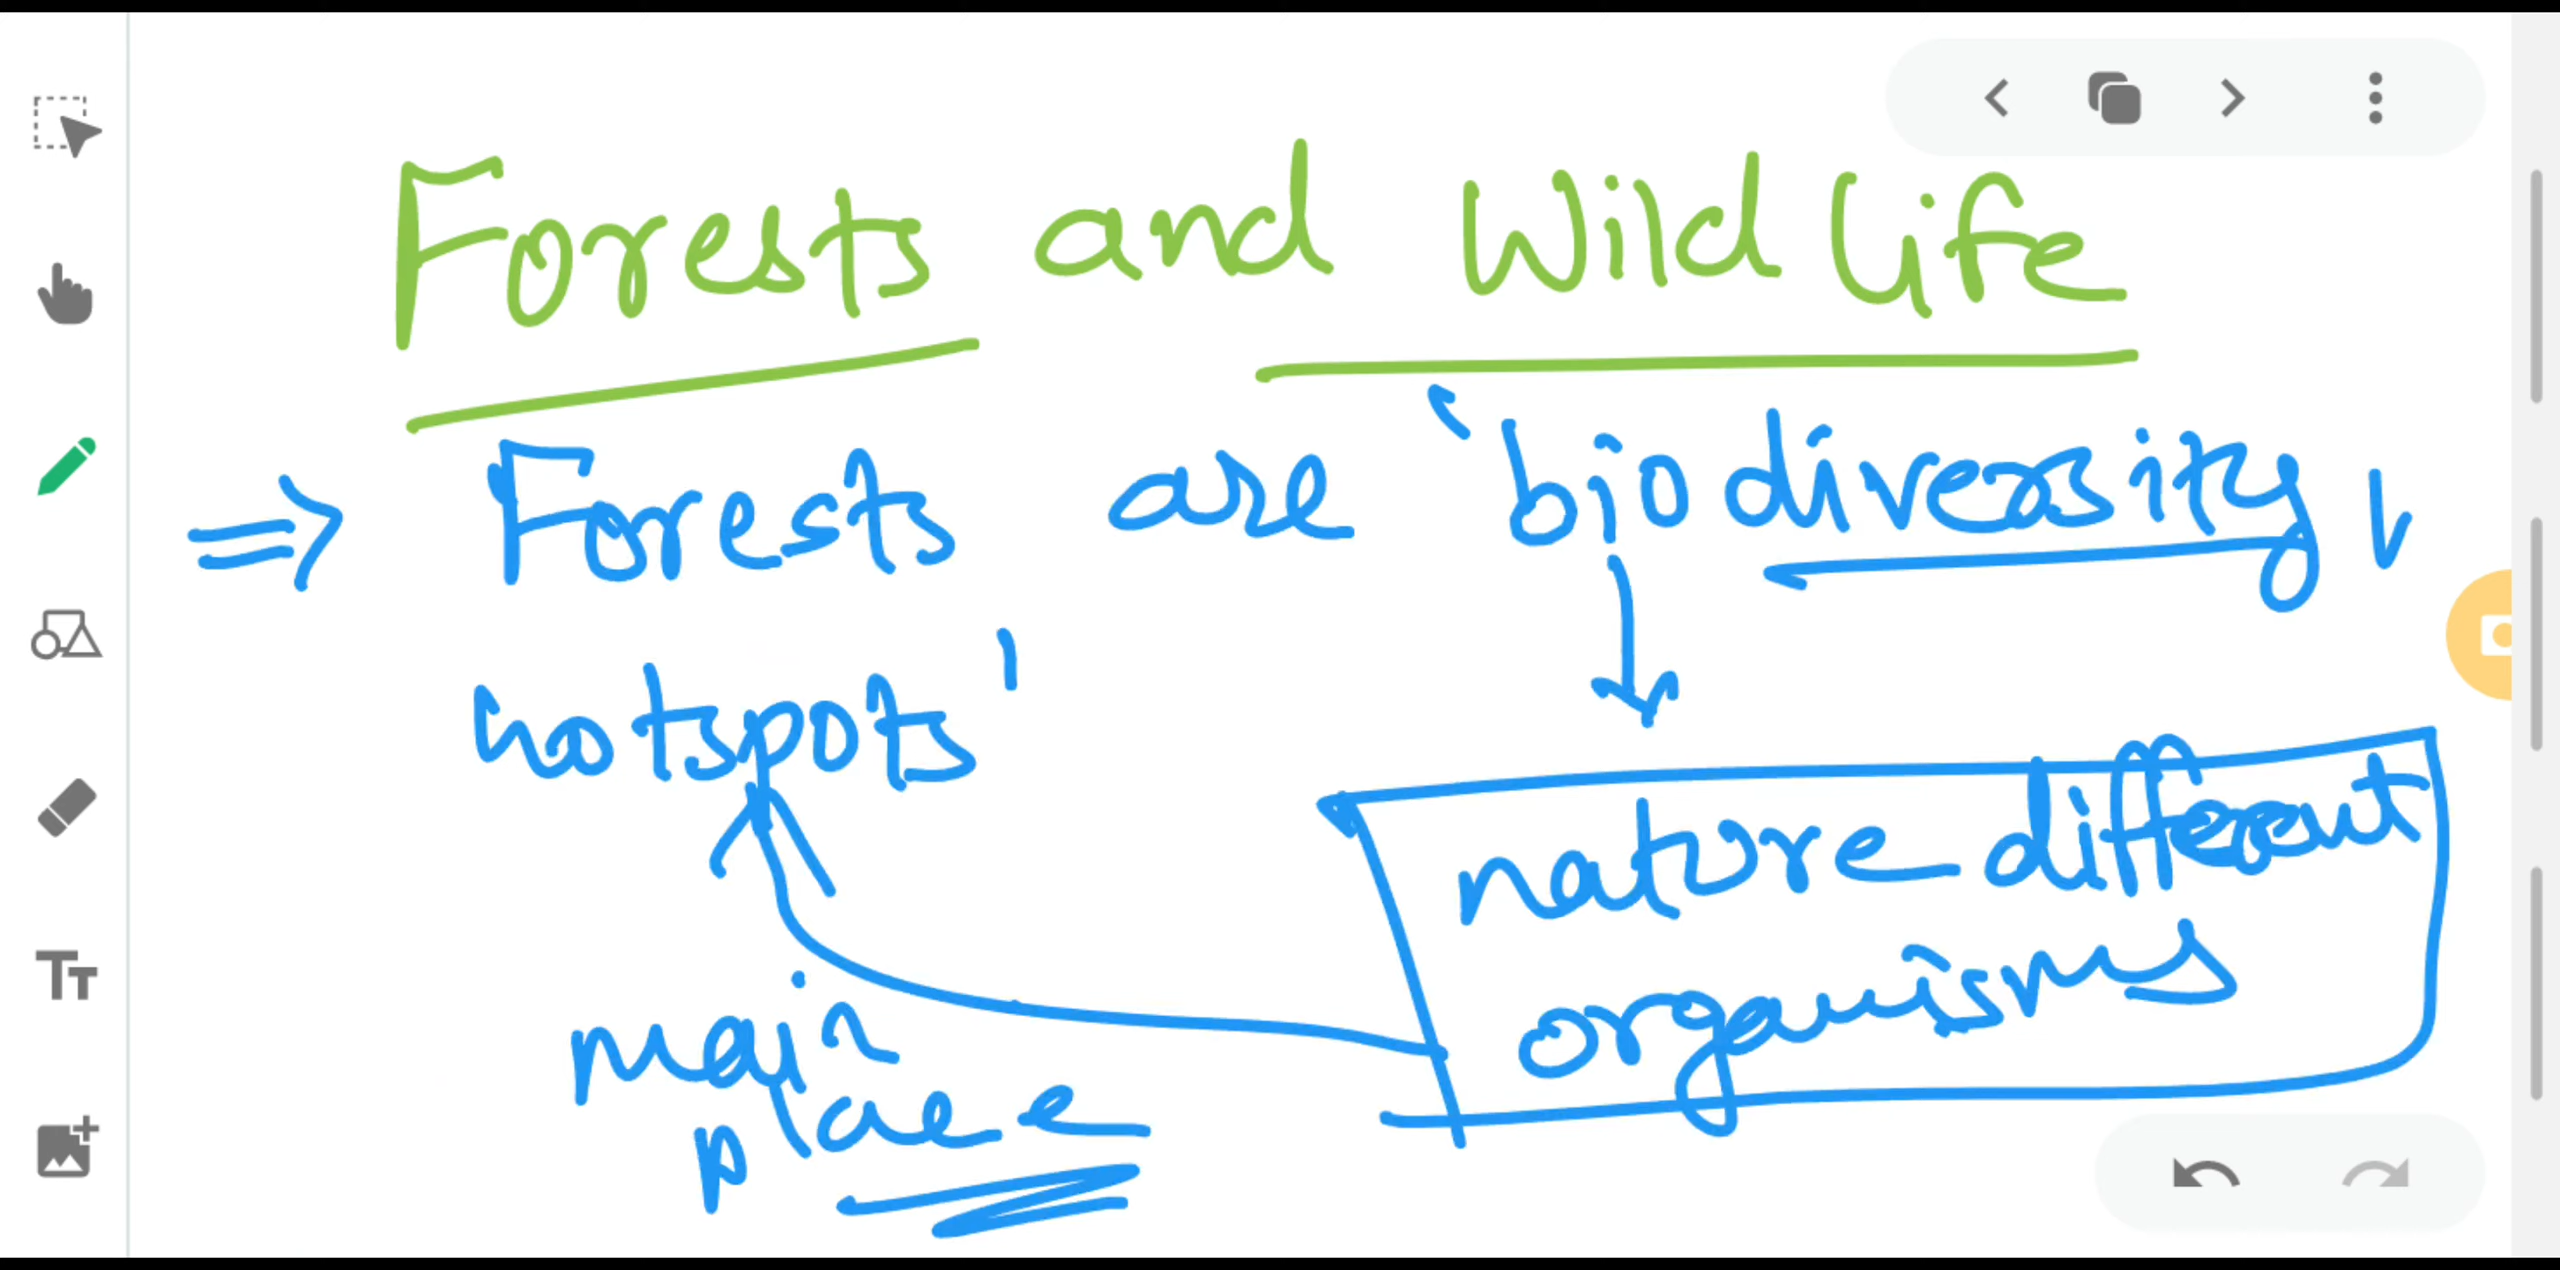 Forests and Wild life
⇒ Forests are 'biodiversity
hotspots'
nature different
organisms
main
place